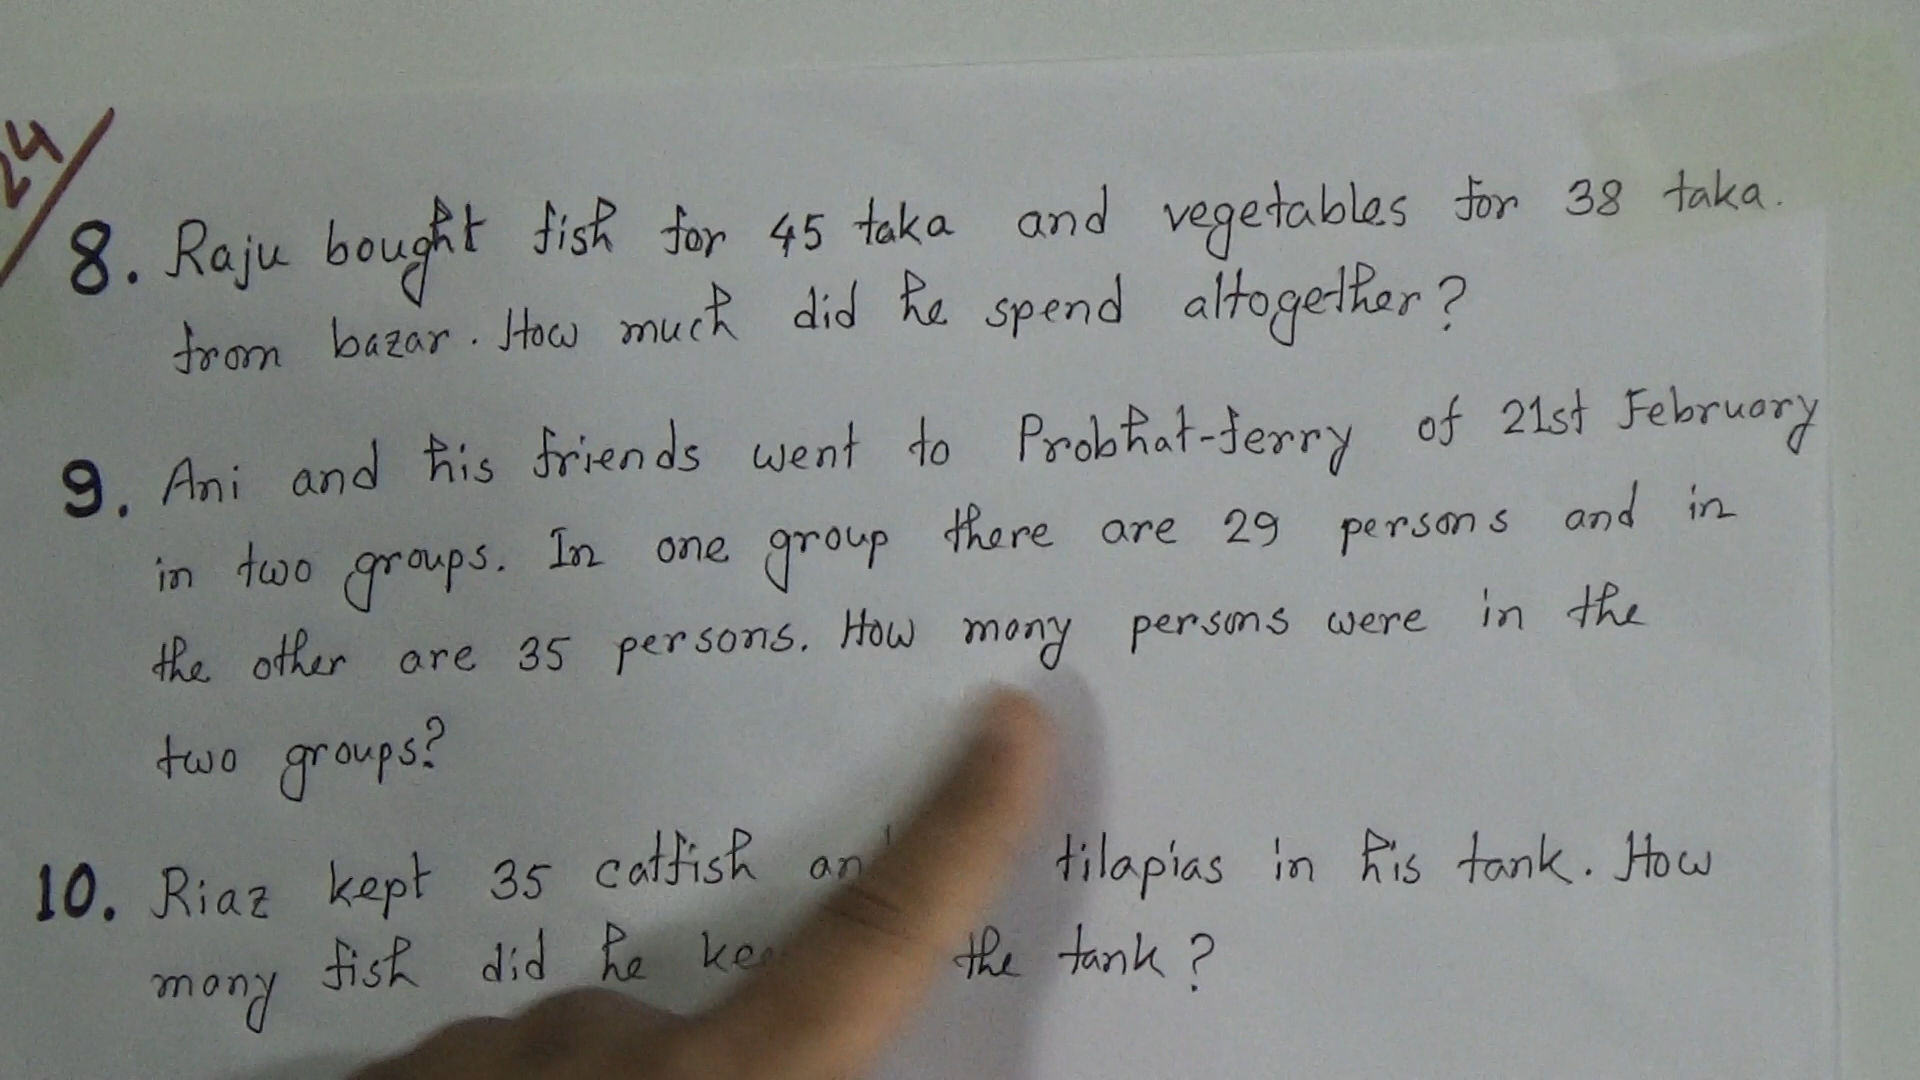 24
8. Raju bought fish for 45 taka and vegetables for 38 taka.
from bazar. How much did he spend altogether?
9. Ani and his friends went to Probhat-ferry of 21st February
in two groups. In one group there are 29 persons and in
the other are 35 persons. How many persons were in the
two groups?
10. Riaz kept 35 catfish tilapias in his tank. How
many fish did he the tank?